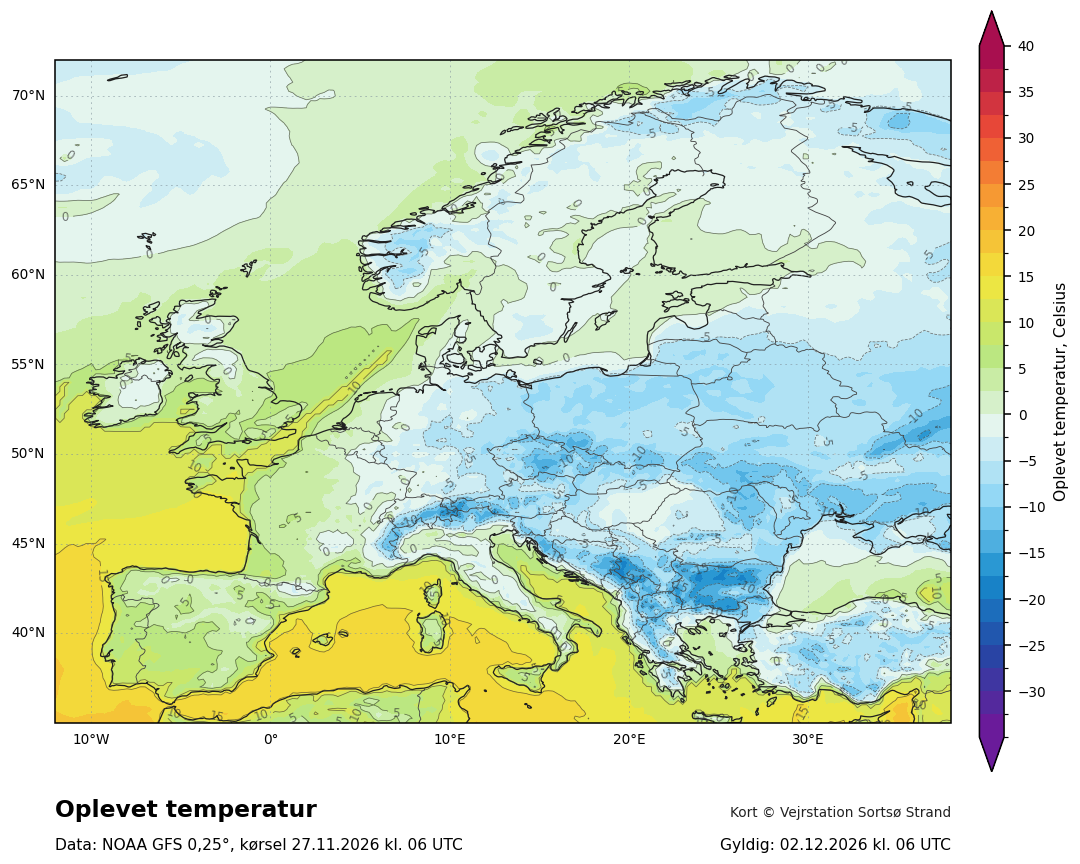 70°N
65°N
60°N
55°N
50°N
45°N
40°N
10°W
0°
10°E
20°E
30°E
40
35
30
25
20
15
10
5
0
−5
−10
−15
−20
−25
−30
Oplevet temperatur, Celsius
Oplevet temperatur
Kort © Vejrstation Sortsø Strand
Data: NOAA GFS 0,25°, kørsel 27.11.2026 kl. 06 UTC
Gyldig: 02.12.2026 kl. 06 UTC